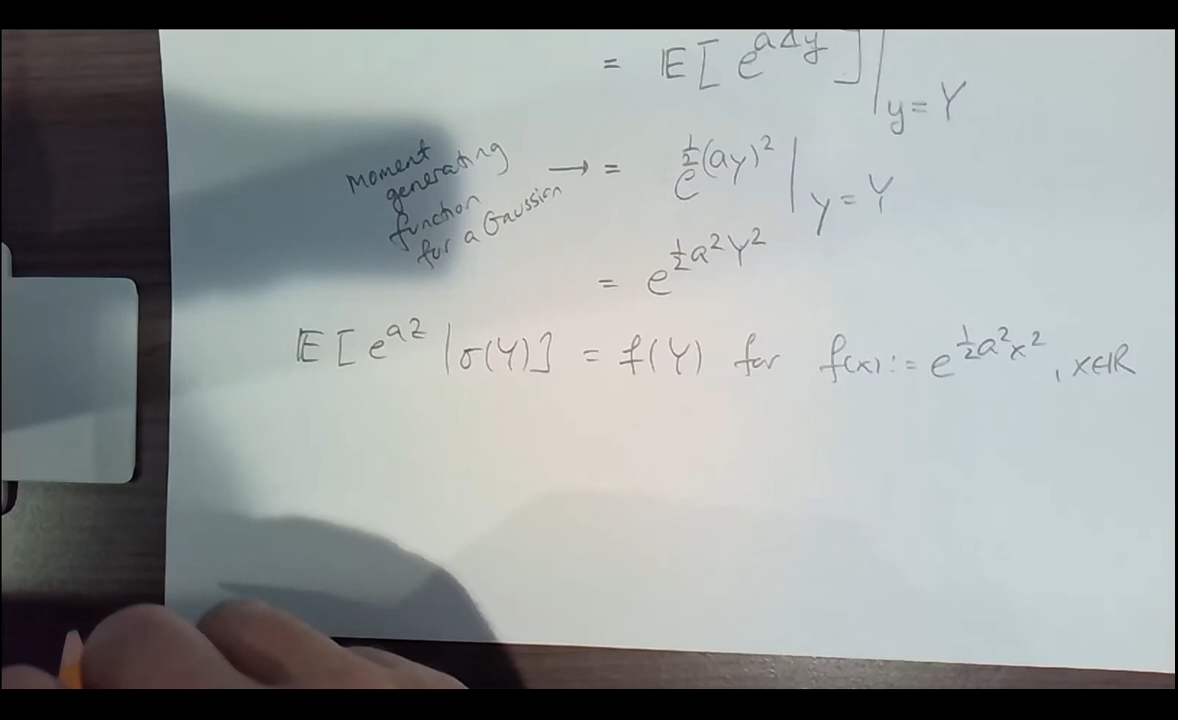 = 𝔼[e^{aΔy}]|_{y=Y}
Moment
generating
function
for a Gaussian
→ = e^{½(ay)²}|_{y=Y}
= e^{½a²Y²}
𝔼[e^{aZ}|σ(Y)] = f(Y) for f(x) := e^{½a²x²}, x∈ℝ